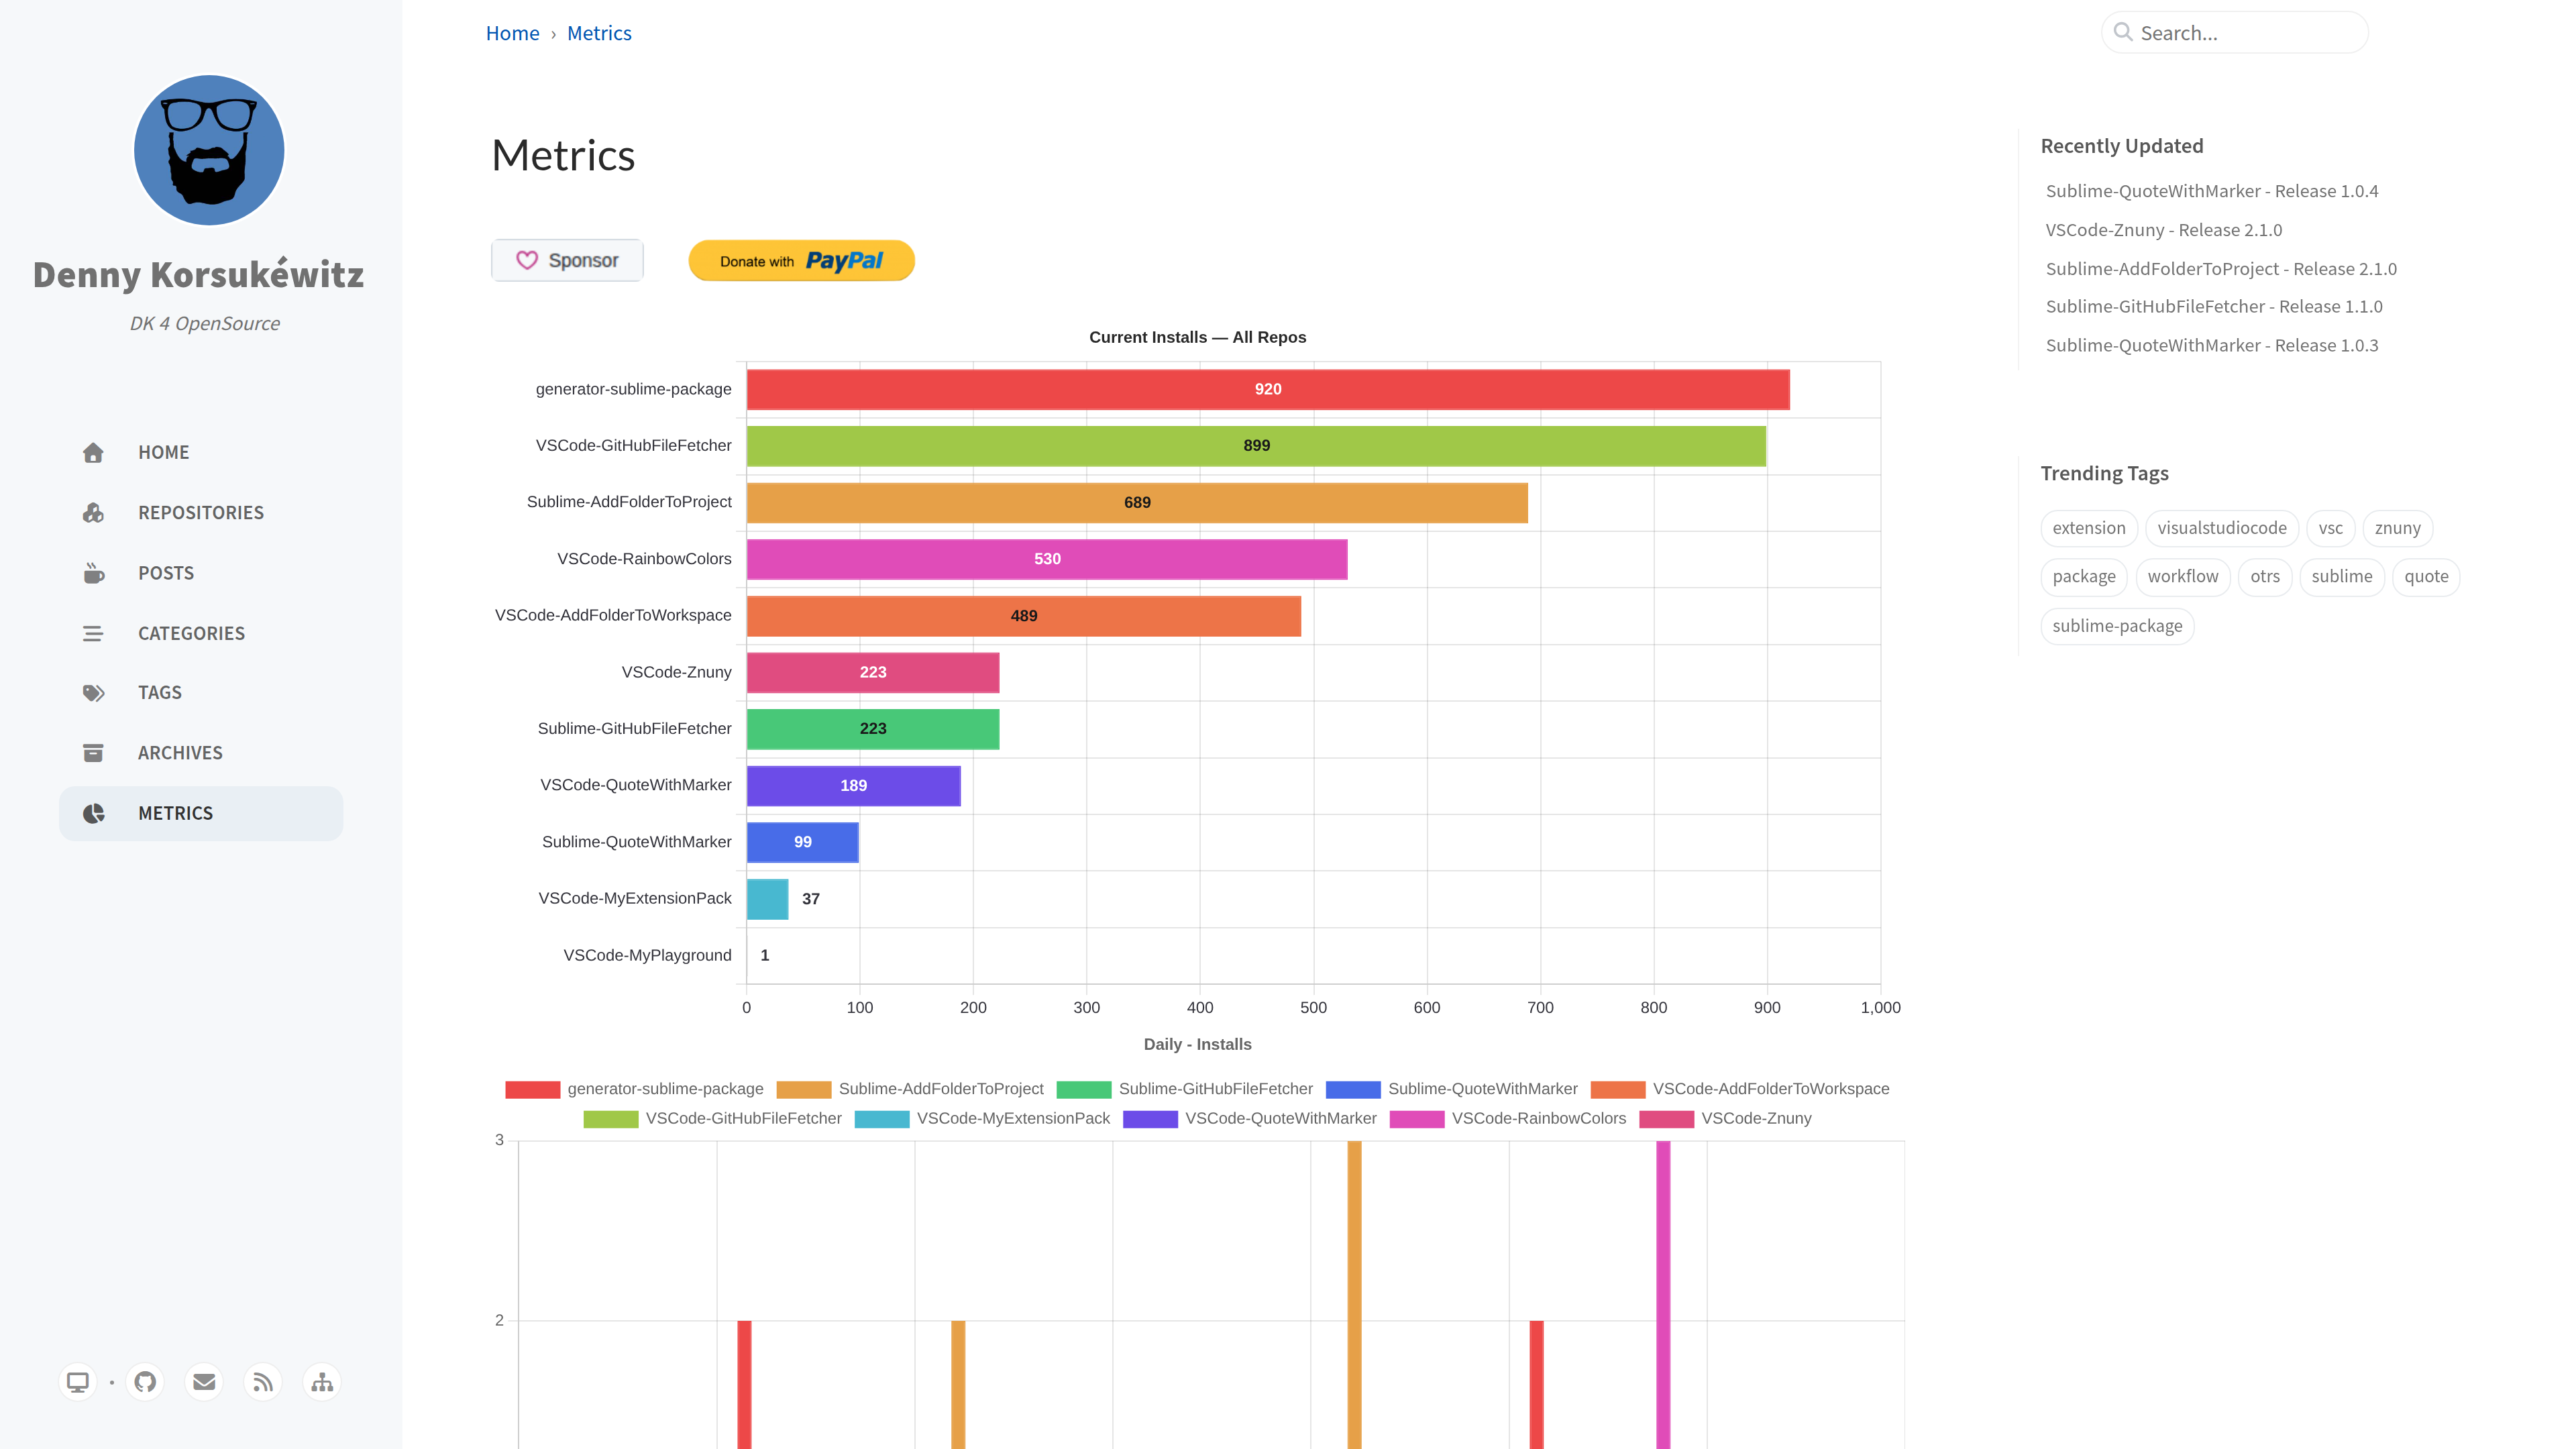 Denny Korsukéwitz
DK 4 OpenSource
HOME
REPOSITORIES
POSTS
CATEGORIES
TAGS
ARCHIVES
METRICS
Home › Metrics
Search...
Metrics
Sponsor
Donate with PayPal
Current Installs — All Repos
generator-sublime-package 920
VSCode-GitHubFileFetcher 899
Sublime-AddFolderToProject 689
VSCode-RainbowColors 530
VSCode-AddFolderToWorkspace 489
VSCode-Znuny 223
Sublime-GitHubFileFetcher 223
VSCode-QuoteWithMarker 189
Sublime-QuoteWithMarker 99
VSCode-MyExtensionPack 37
VSCode-MyPlayground 1
0 100 200 300 400 500 600 700 800 900 1,000
Daily - Installs
generator-sublime-package Sublime-AddFolderToProject Sublime-GitHubFileFetcher Sublime-QuoteWithMarker VSCode-AddFolderToWorkspace
VSCode-GitHubFileFetcher VSCode-MyExtensionPack VSCode-QuoteWithMarker VSCode-RainbowColors VSCode-Znuny
3
2
Recently Updated
Sublime-QuoteWithMarker - Release 1.0.4
VSCode-Znuny - Release 2.1.0
Sublime-AddFolderToProject - Release 2.1.0
Sublime-GitHubFileFetcher - Release 1.1.0
Sublime-QuoteWithMarker - Release 1.0.3
Trending Tags
extension visualstudiocode vsc znuny
package workflow otrs sublime quote
sublime-package